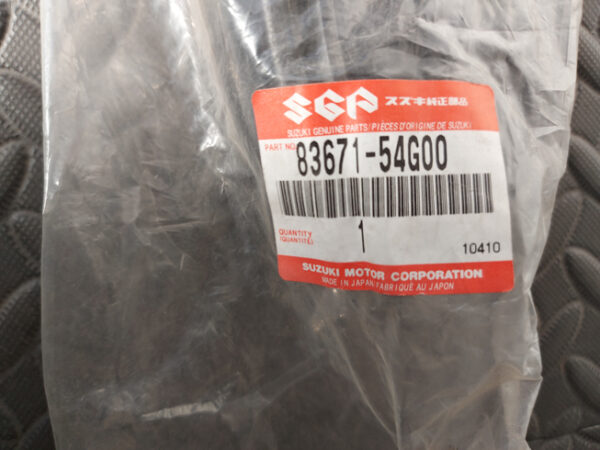 SGP スズキ純正部品
SUZUKI GENUINE PARTS/PIÈCES D'ORIGINE DE SUZUKI
PART NO. 83671-54G00
QUANTITY
(QUANTITÉ) 1
10410
SUZUKI MOTOR CORPORATION
MADE IN JAPAN/FABRIQUÉ AU JAPON